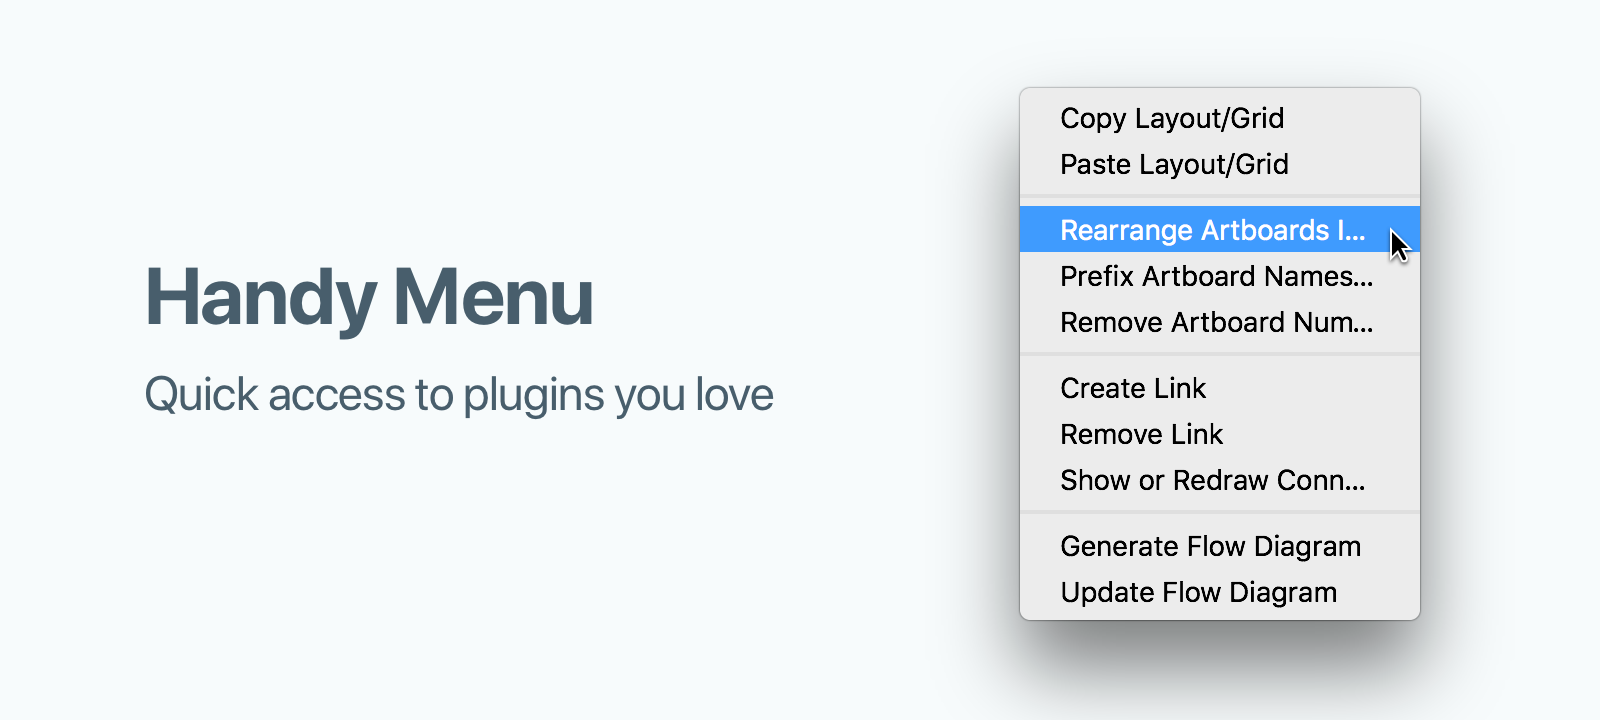 Handy Menu
Quick access to plugins you love
Copy Layout/Grid
Paste Layout/Grid
Rearrange Artboards I...
Prefix Artboard Names...
Remove Artboard Num...
Create Link
Remove Link
Show or Redraw Conn...
Generate Flow Diagram
Update Flow Diagram